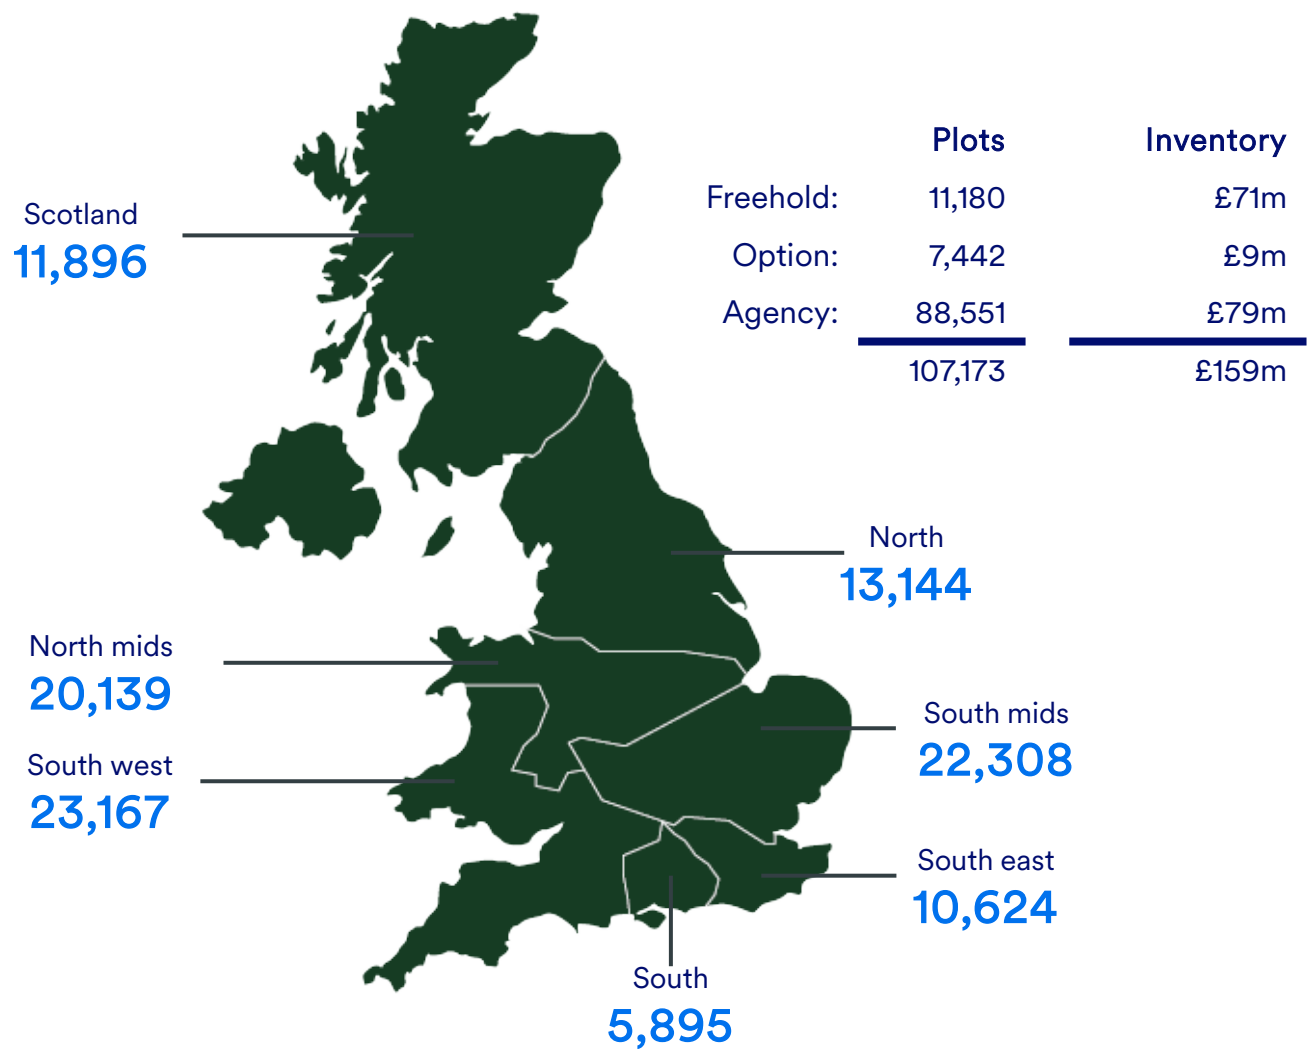 Plots Inventory
Freehold: 11,180 £71m
Option: 7,442 £9m
Agency: 88,551 £79m
107,173 £159m
Scotland
11,896
North
13,144
North mids
20,139
South mids
22,308
South west
23,167
South east
10,624
South
5,895